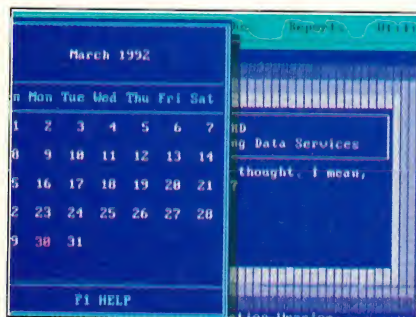 Reports
March 1992
n Mon Tue Wed Thu Fri Sat
1 2 3 4 5 6 7
8 9 10 11 12 13 14
5 16 17 18 19 20 21
2 23 24 25 26 27 28
9 30 31
F1 HELP
RD
ng Data Services
thought. I mean,
?